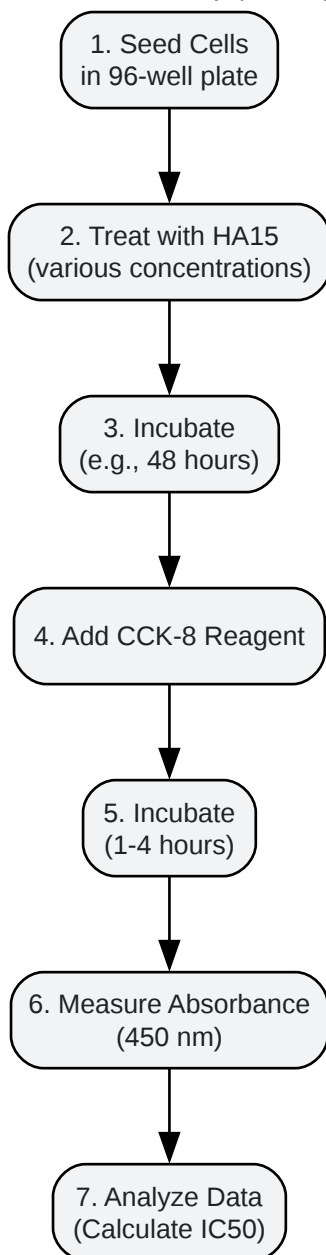 1. Seed Cells
in 96-well plate
2. Treat with HA15
(various concentrations)
3. Incubate
(e.g., 48 hours)
4. Add CCK-8 Reagent
5. Incubate
(1-4 hours)
6. Measure Absorbance
(450 nm)
7. Analyze Data
(Calculate IC50)